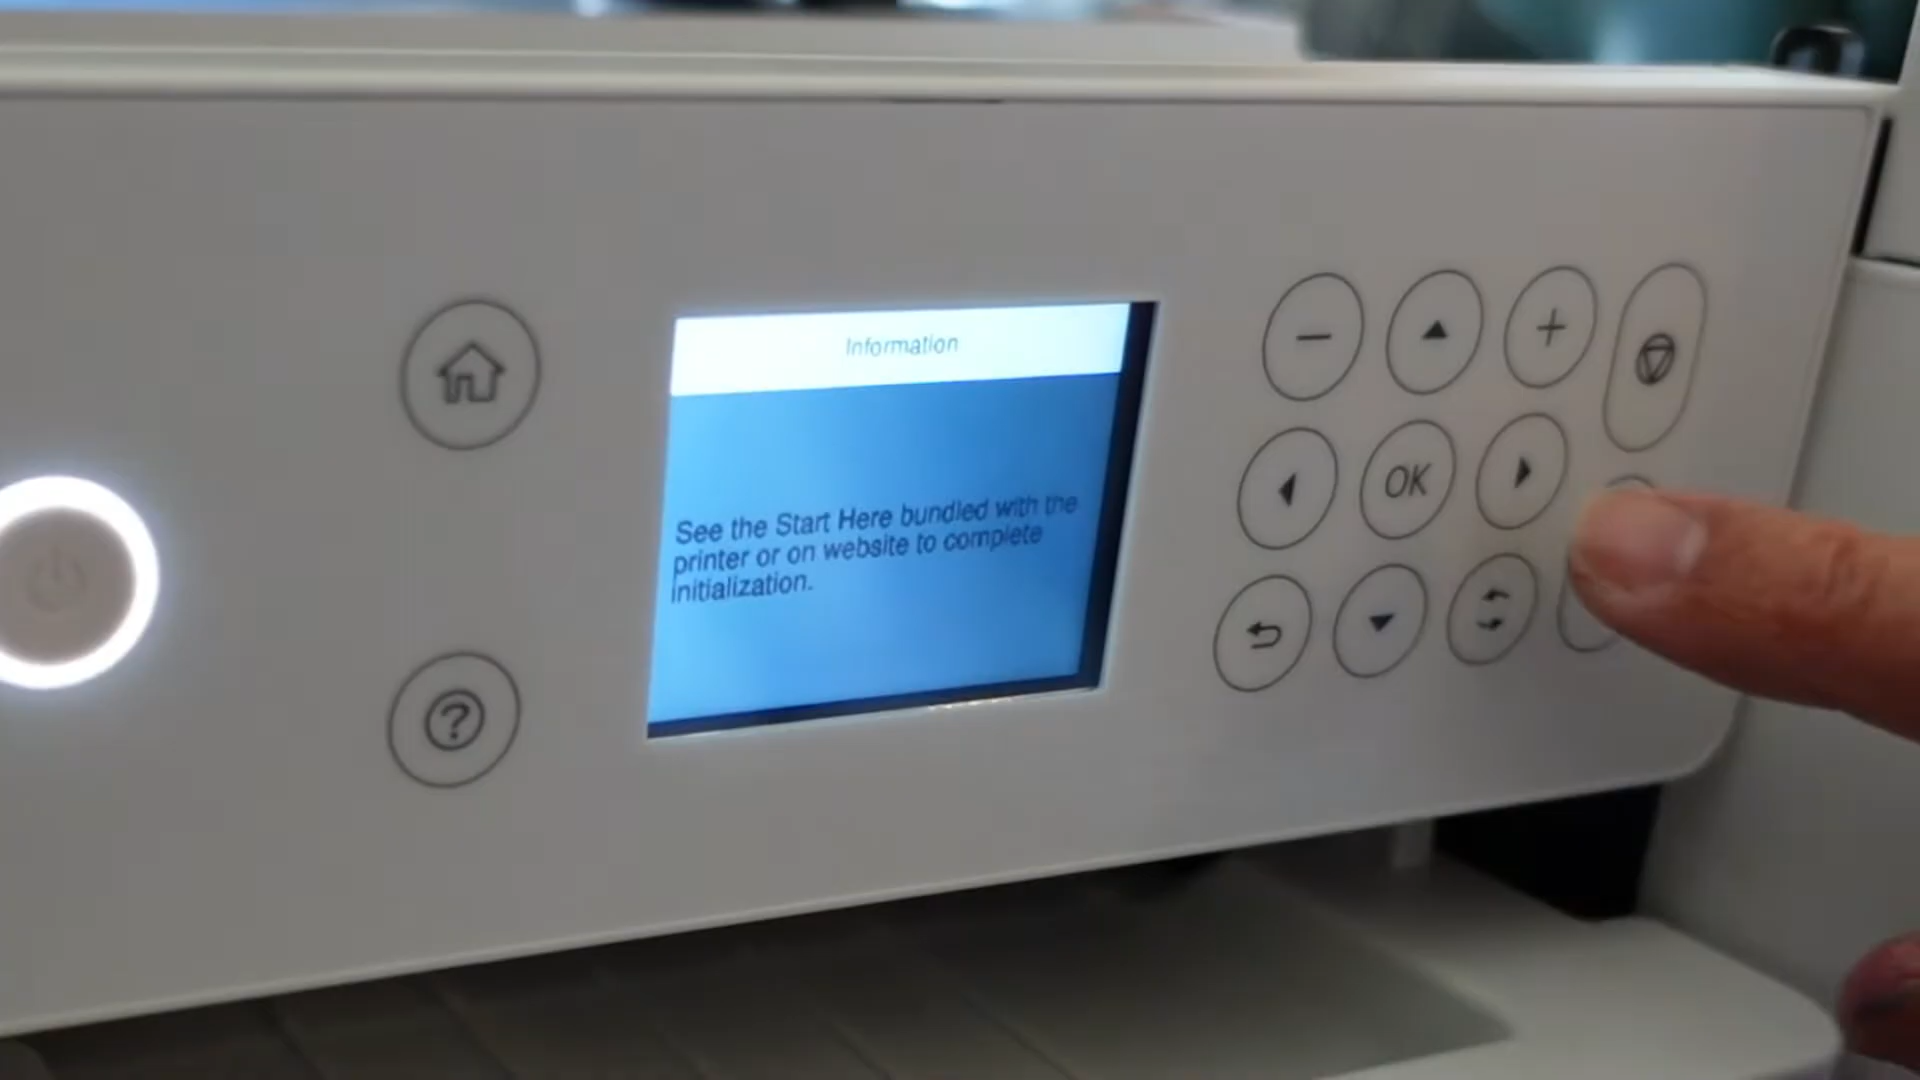 Information
See the Start Here bundled with the
printer or on website to complete
initialization.
OK